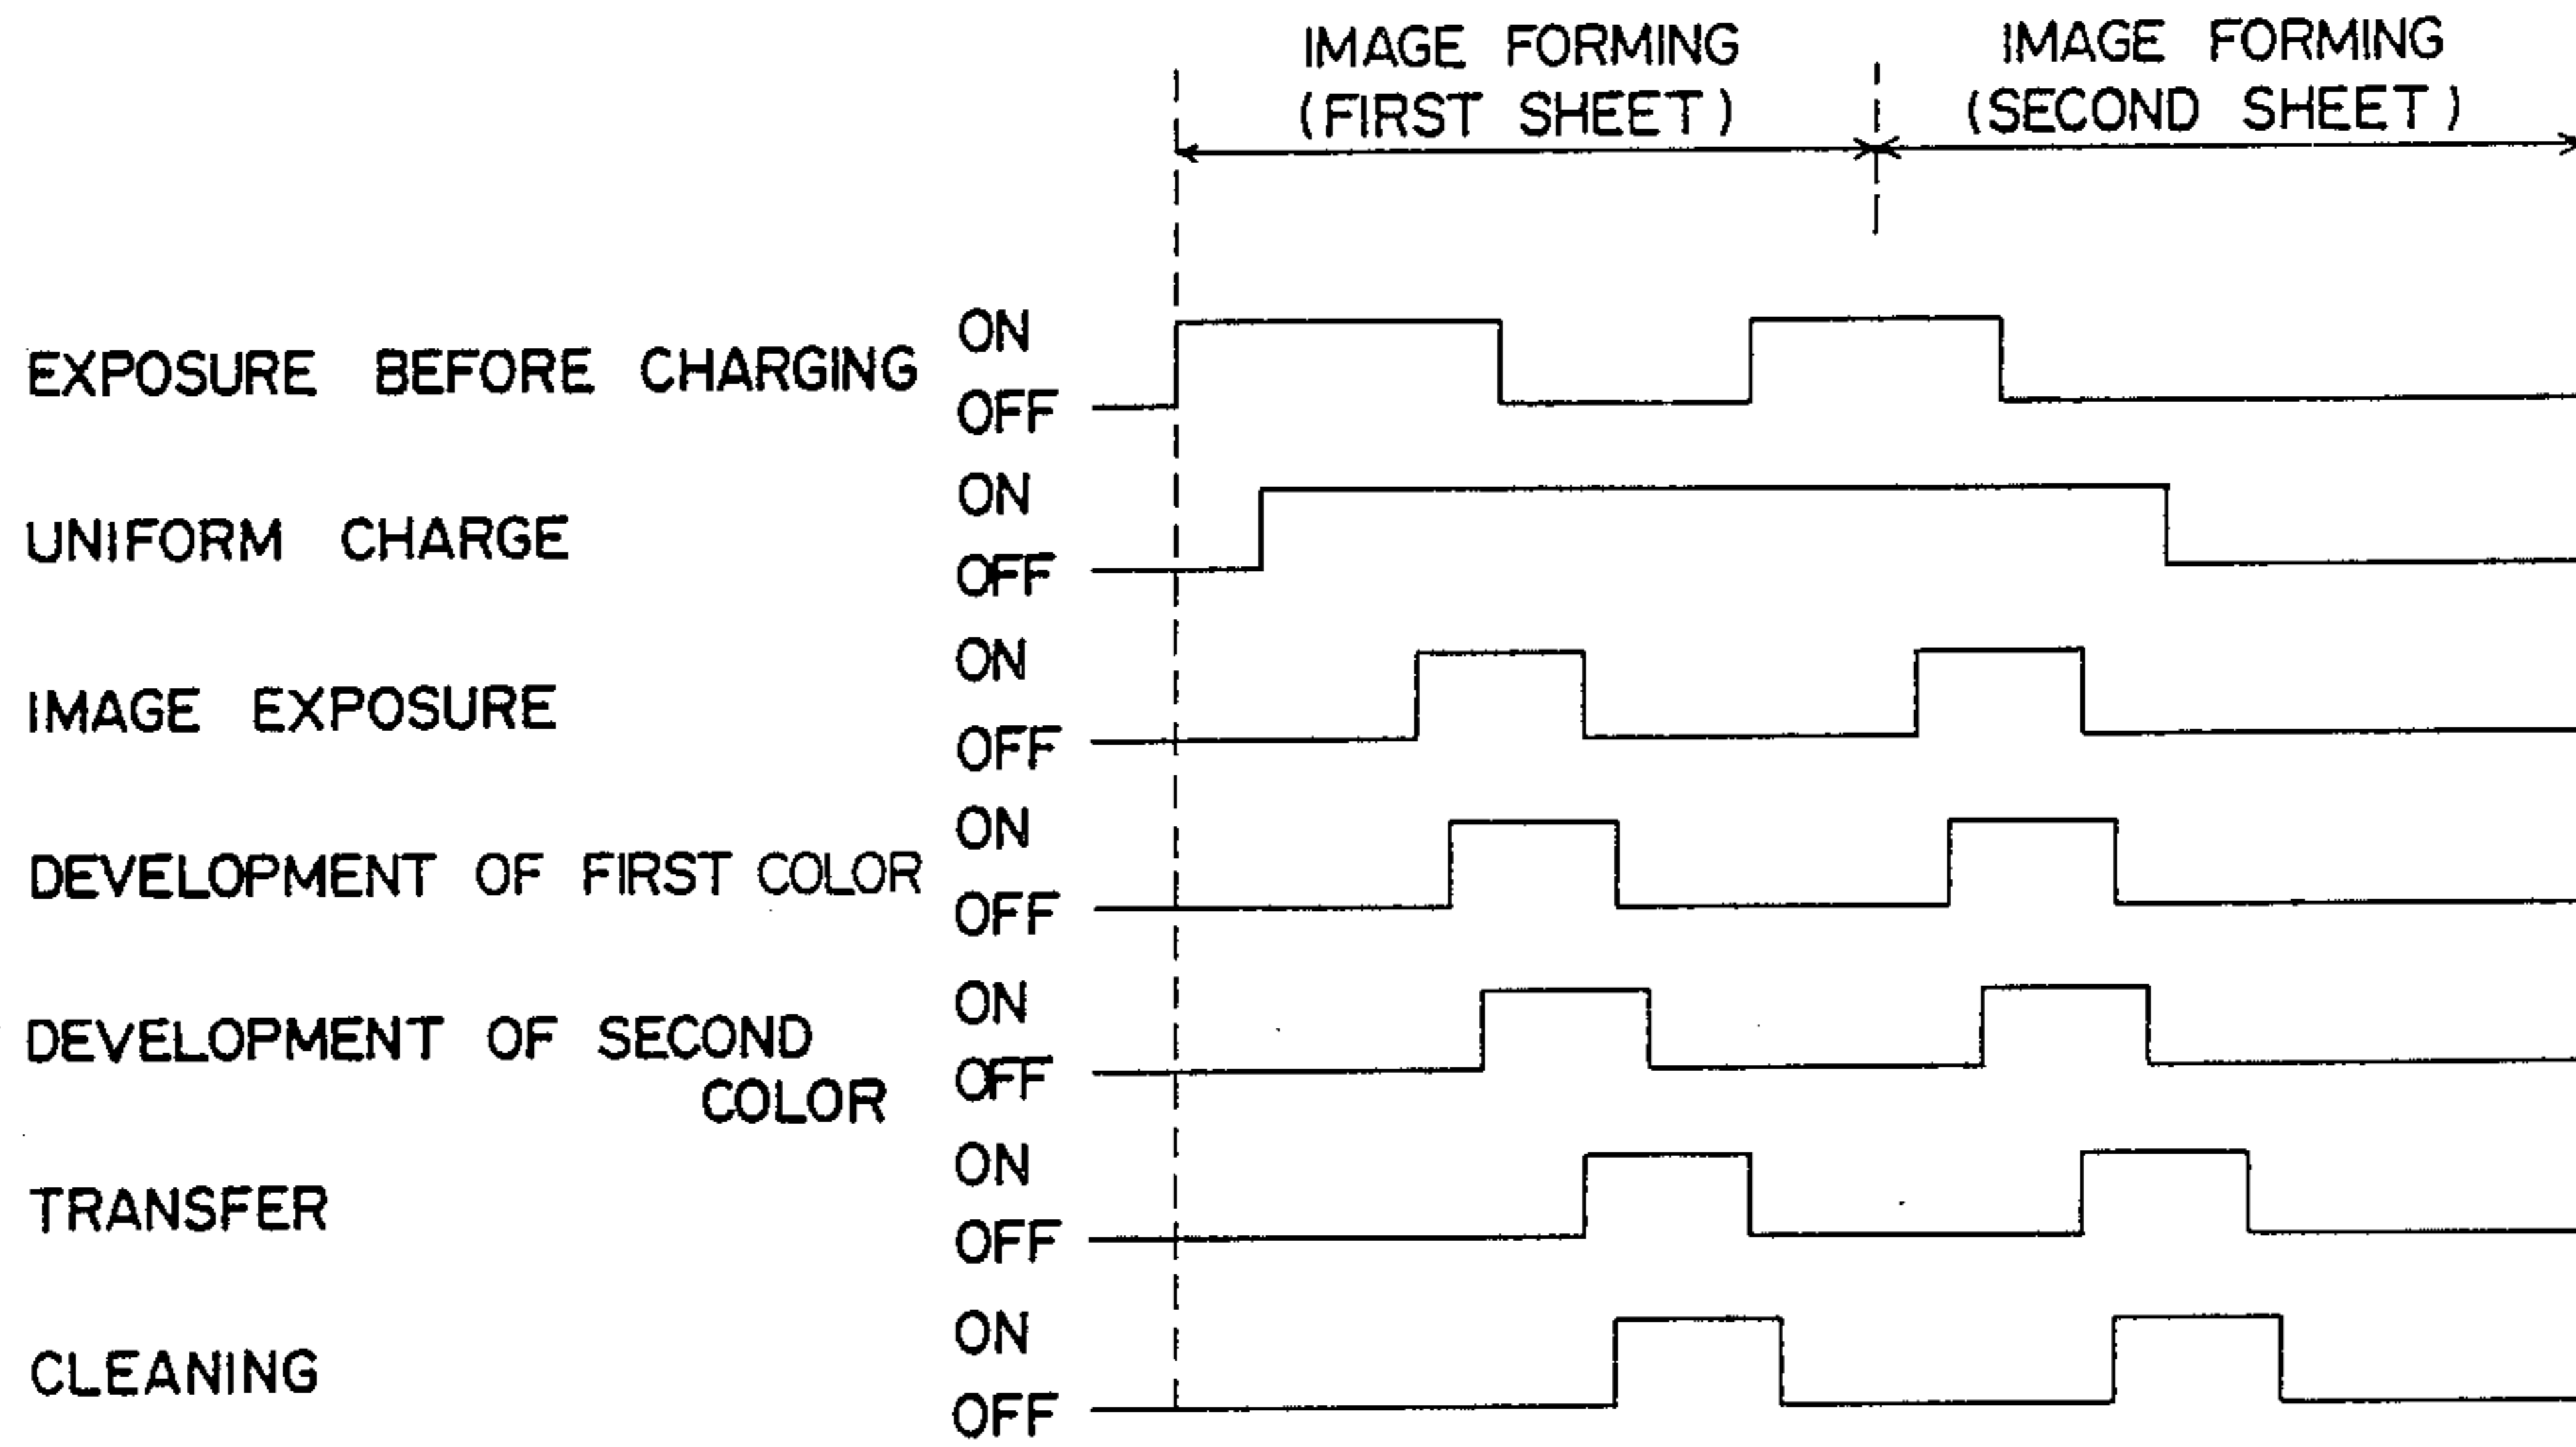 IMAGE FORMING
(FIRST SHEET)
IMAGE FORMING
(SECOND SHEET)
EXPOSURE BEFORE CHARGING
ON
OFF
UNIFORM CHARGE
ON
OFF
IMAGE EXPOSURE
ON
OFF
DEVELOPMENT OF FIRST COLOR
ON
OFF
DEVELOPMENT OF SECOND
COLOR
ON
OFF
TRANSFER
ON
OFF
CLEANING
ON
OFF